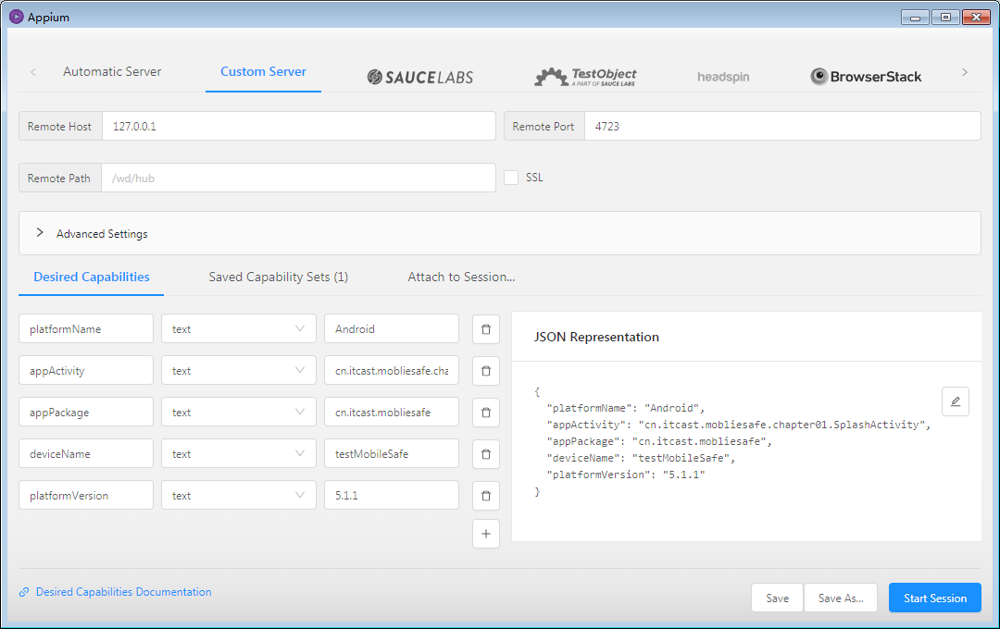 Appium
Automatic Server
Custom Server
SAUCELABS
TestObject
A PART OF SAUCE LABS
headspin
BrowserStack
Remote Host
127.0.0.1
Remote Port
4723
Remote Path
/wd/hub
SSL
Advanced Settings
Desired Capabilities
Saved Capability Sets (1)
Attach to Session...
platformName
text
Android
appActivity
text
cn.itcast.mobliesafe.cha
appPackage
text
cn.itcast.mobliesafe
deviceName
text
testMobileSafe
platformVersion
text
5.1.1
JSON Representation
{
"platformName": "Android",
"appActivity": "cn.itcast.mobliesafe.chapter01.SplashActivity",
"appPackage": "cn.itcast.mobliesafe",
"deviceName": "testMobileSafe",
"platformVersion": "5.1.1"
}
Desired Capabilities Documentation
Save
Save As...
Start Session